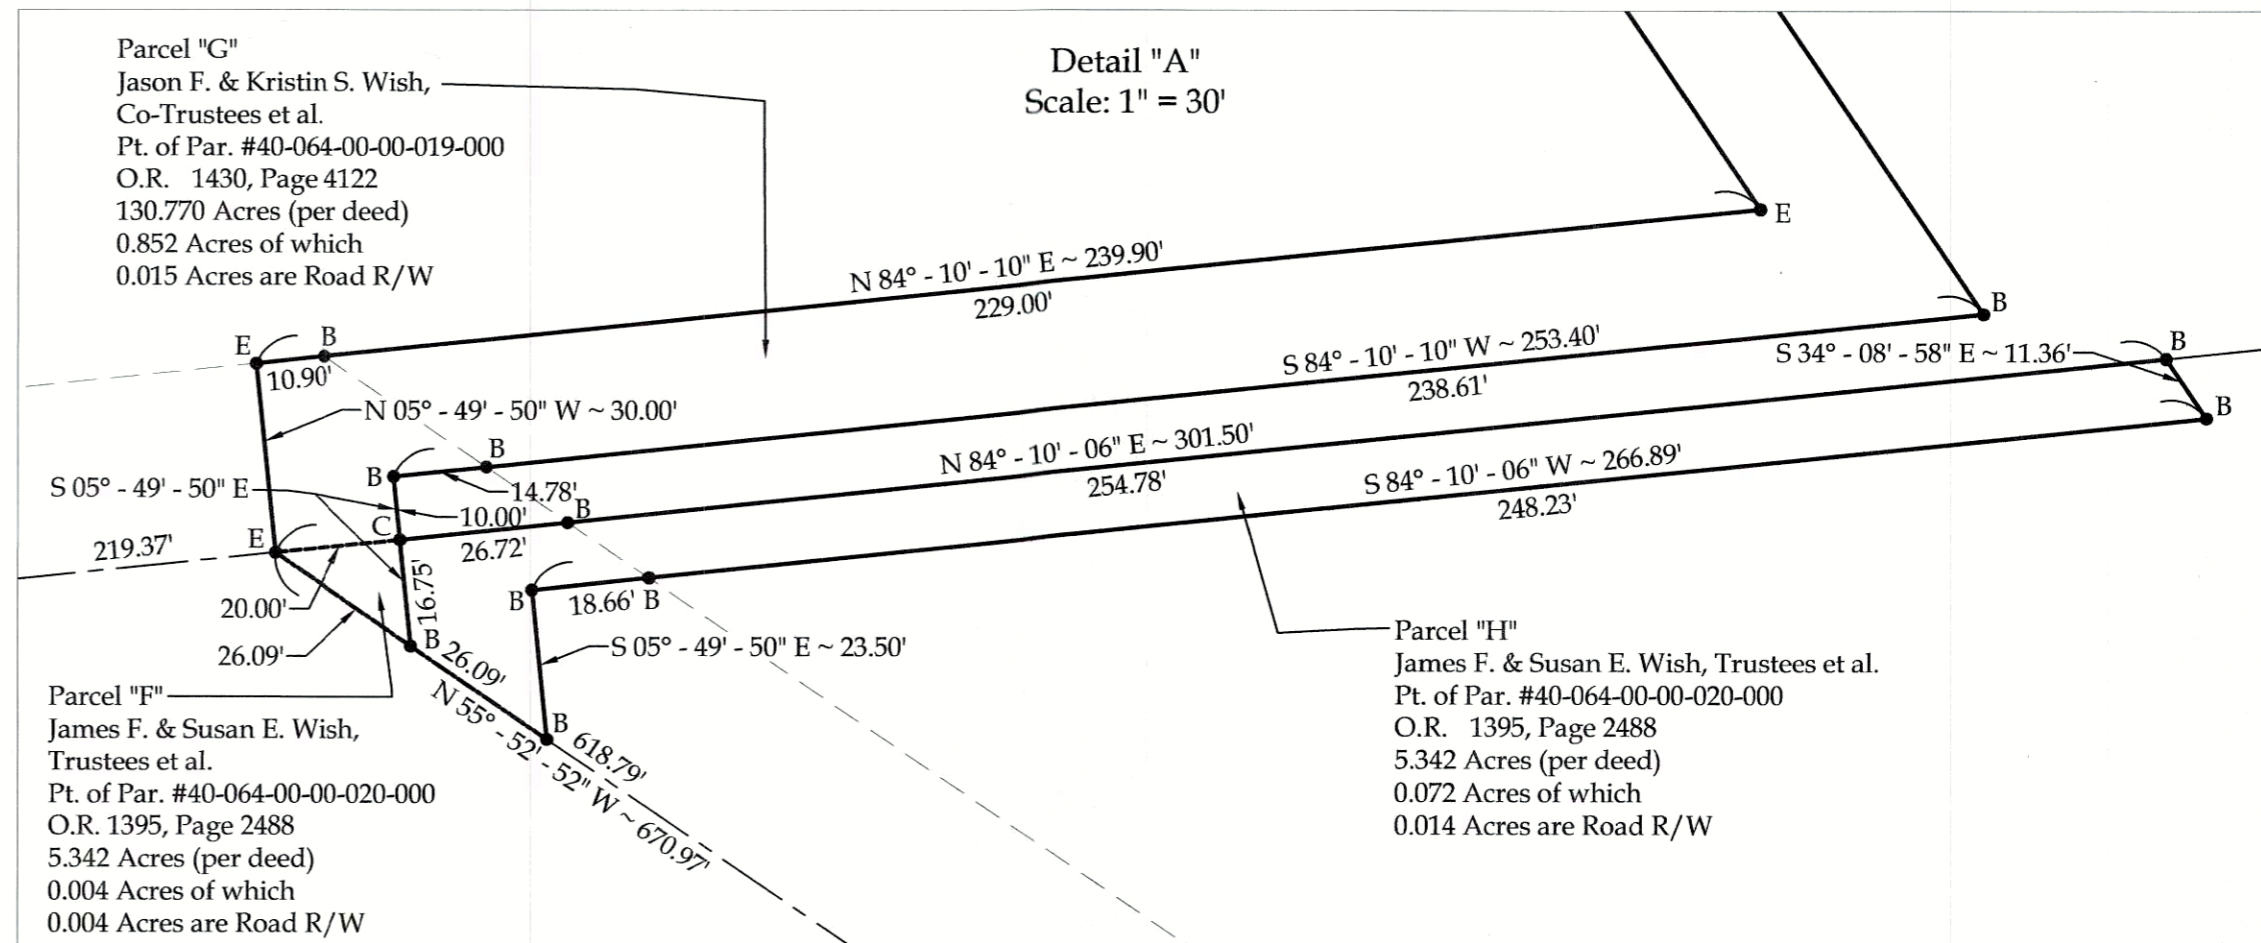 Parcel "G"
Jason F. & Kristin S. Wish,
Co-Trustees et al.
Pt. of Par. #40-064-00-00-019-000
O.R. 1430, Page 4122
130.770 Acres (per deed)
0.852 Acres of which
0.015 Acres are Road R/W
Detail "A"
Scale: 1" = 30'
E
N 84° - 10' - 10" E ~ 239.90'
229.00'
E
B
10.90'
N 05° - 49' - 50" W ~ 30.00'
B
S 84° - 10' - 10" W ~ 253.40'
238.61'
S 34° - 08' - 58" E ~ 11.36'
B
B
B
B
14.78'
S 05° - 49' - 50" E
10.00'
C
B
N 84° - 10' - 06" E ~ 301.50'
254.78'
S 84° - 10' - 06" W ~ 266.89'
248.23'
219.37'
E
26.72'
16.75'
20.00'
26.09'
B
18.66'
B
S 05° - 49' - 50" E ~ 23.50'
B
26.09'
N 55° - 52' - 52" W ~ 670.97'
B
618.79'
Parcel "F"
James F. & Susan E. Wish,
Trustees et al.
Pt. of Par. #40-064-00-00-020-000
O.R. 1395, Page 2488
5.342 Acres (per deed)
0.004 Acres of which
0.004 Acres are Road R/W
Parcel "H"
James F. & Susan E. Wish, Trustees et al.
Pt. of Par. #40-064-00-00-020-000
O.R. 1395, Page 2488
5.342 Acres (per deed)
0.072 Acres of which
0.014 Acres are Road R/W